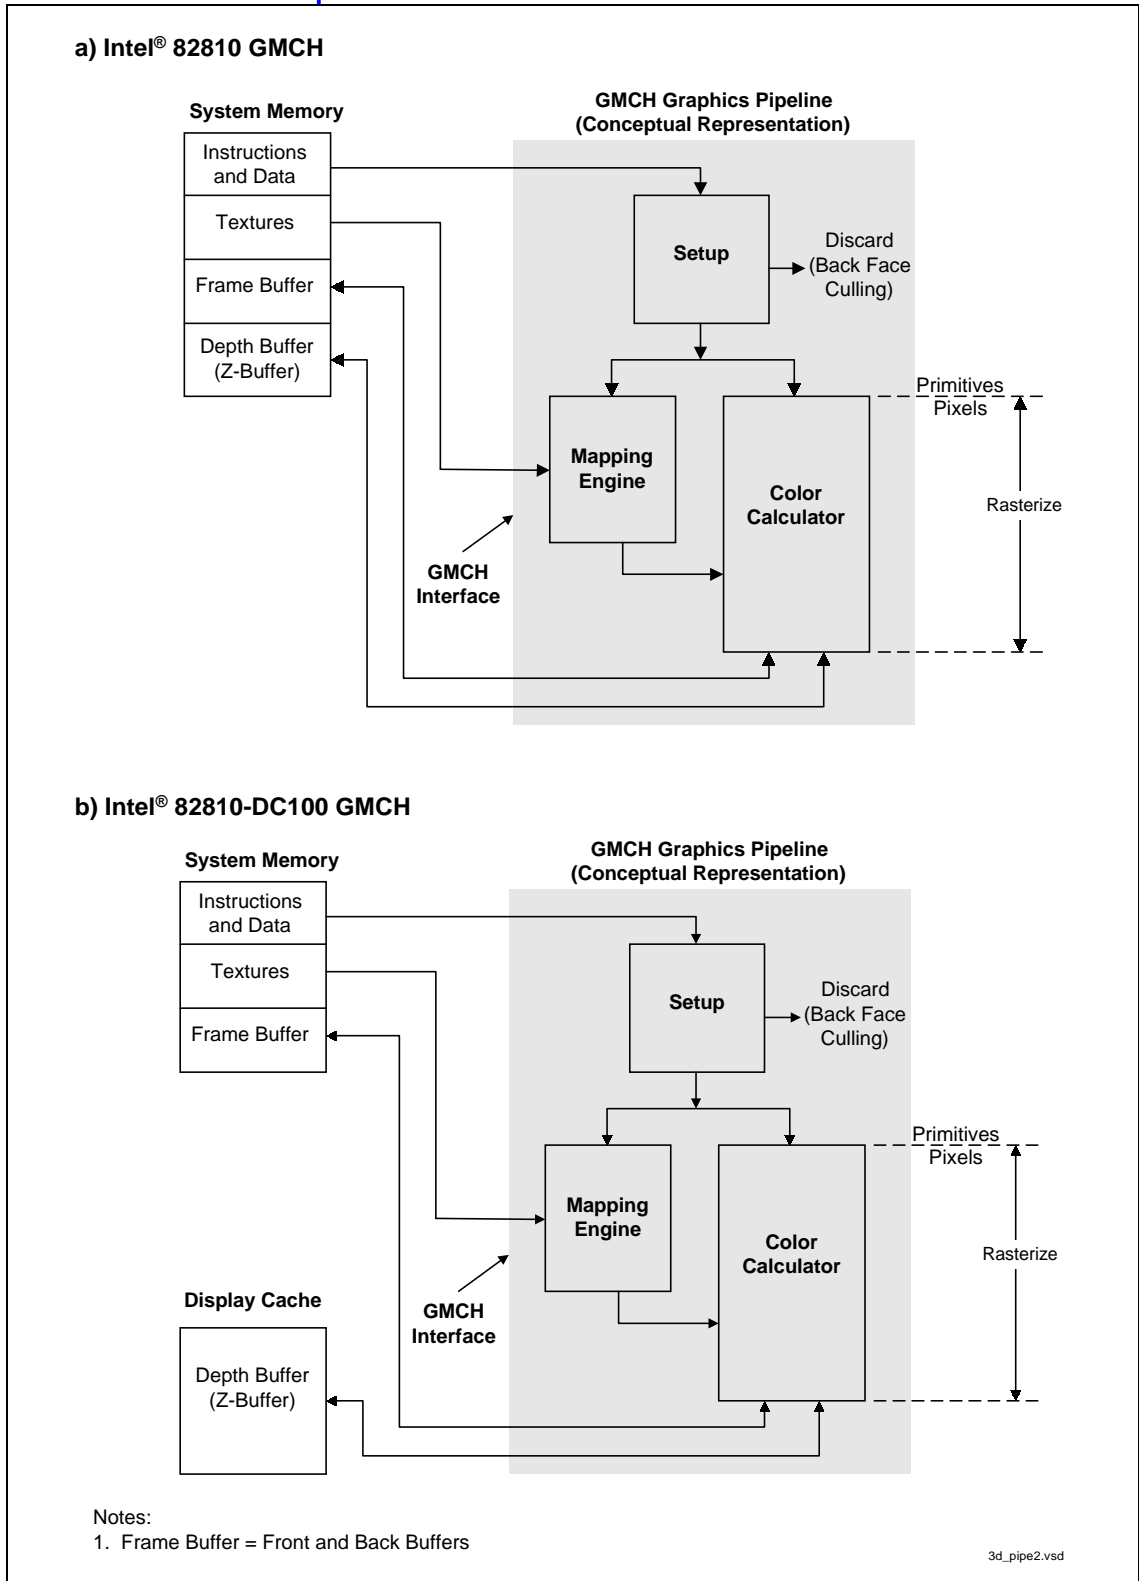 a) Intel® 82810 GMCH
System Memory
GMCH Graphics Pipeline
(Conceptual Representation)
Instructions
and Data
Textures
Frame Buffer
Depth Buffer
(Z-Buffer)
Setup
Discard
(Back Face
Culling)
Primitives
Pixels
Mapping
Engine
Color
Calculator
Rasterize
GMCH
Interface
b) Intel® 82810-DC100 GMCH
System Memory
GMCH Graphics Pipeline
(Conceptual Representation)
Instructions
and Data
Textures
Frame Buffer
Setup
Discard
(Back Face
Culling)
Primitives
Pixels
Mapping
Engine
Color
Calculator
Rasterize
GMCH
Interface
Display Cache
Depth Buffer
(Z-Buffer)
Notes:
1. Frame Buffer = Front and Back Buffers
3d_pipe2.vsd